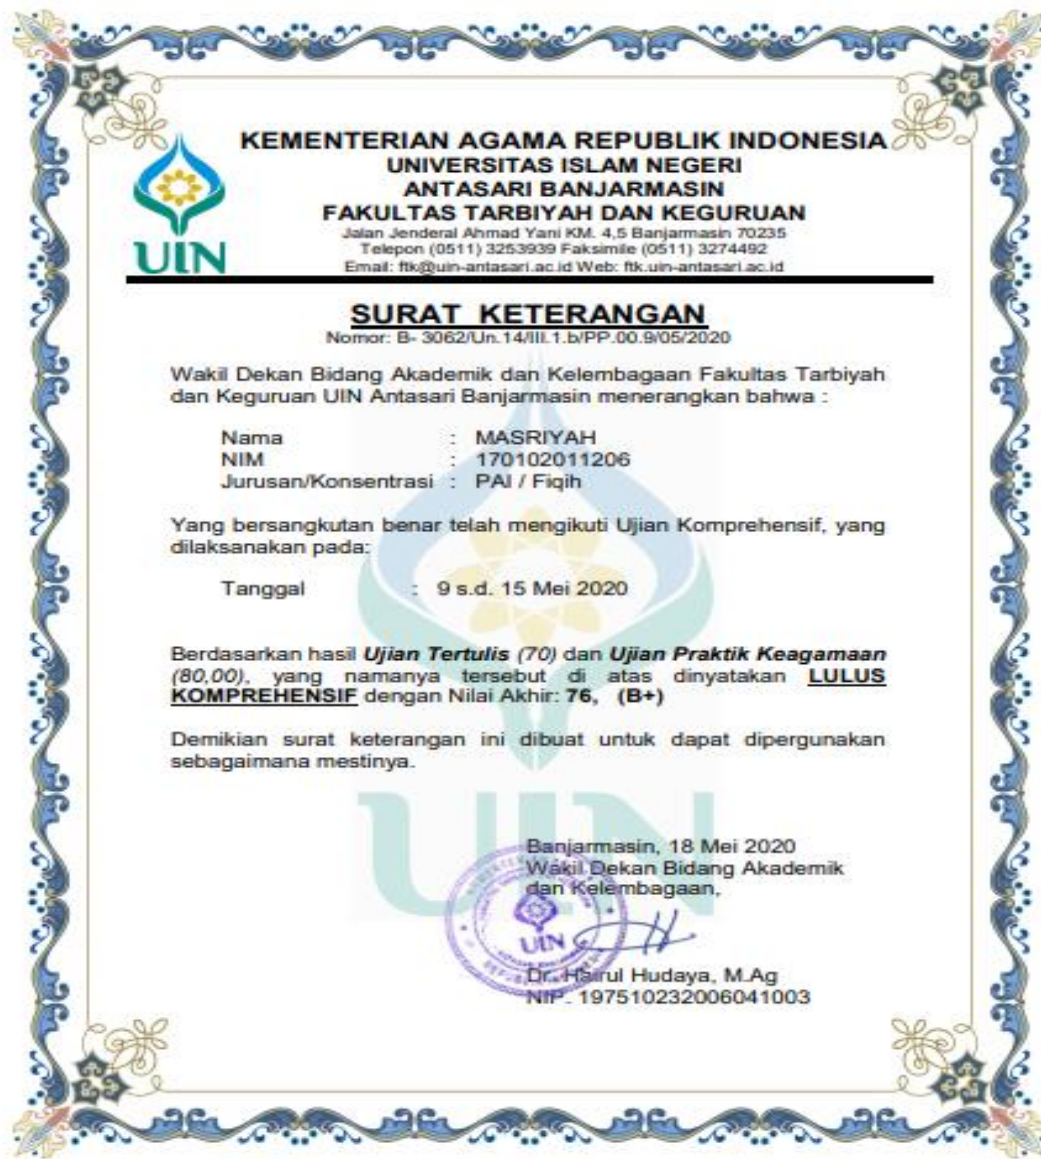 KEMENTERIAN AGAMA REPUBLIK INDONESIA
UNIVERSITAS ISLAM NEGERI
ANTASARI BANJARMASIN
FAKULTAS TARBIYAH DAN KEGURUAN
Jalan Jenderal Ahmad Yani KM. 4,5 Banjarmasin 70235
Telepon (0511) 3253939 Faksimile (0511) 3274492
Email: ftk@uin-antasari.ac.id Web: ftk.uin-antasari.ac.id
UIN
SURAT KETERANGAN
Nomor: B- 3062/Un.14/III.1.b/PP.00.9/05/2020
Wakil Dekan Bidang Akademik dan Kelembagaan Fakultas Tarbiyah
dan Keguruan UIN Antasari Banjarmasin menerangkan bahwa :
Nama : MASRIYAH
NIM : 170102011206
Jurusan/Konsentrasi : PAI / Fiqih
Yang bersangkutan benar telah mengikuti Ujian Komprehensif, yang
dilaksanakan pada:
Tanggal : 9 s.d. 15 Mei 2020
Berdasarkan hasil Ujian Tertulis (70) dan Ujian Praktik Keagamaan
(80,00), yang namanya tersebut di atas dinyatakan LULUS
KOMPREHENSIF dengan Nilai Akhir: 76, (B+)
Demikian surat keterangan ini dibuat untuk dapat dipergunakan
sebagaimana mestinya.
UIN
Banjarmasin, 18 Mei 2020
Wakil Dekan Bidang Akademik
dan Kelembagaan,
UIN
Dr. Hairul Hudaya, M.Ag
NIP. 197510232006041003